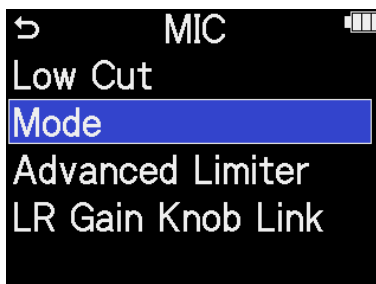 MIC
Low Cut
Mode
Advanced Limiter
LR Gain Knob Link